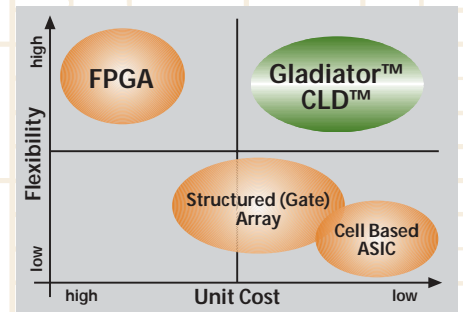 high
FPGA
Gladiator™
CLD™
Flexibility
Structured (Gate)
Array
Cell Based
ASIC
low
high
Unit Cost
low